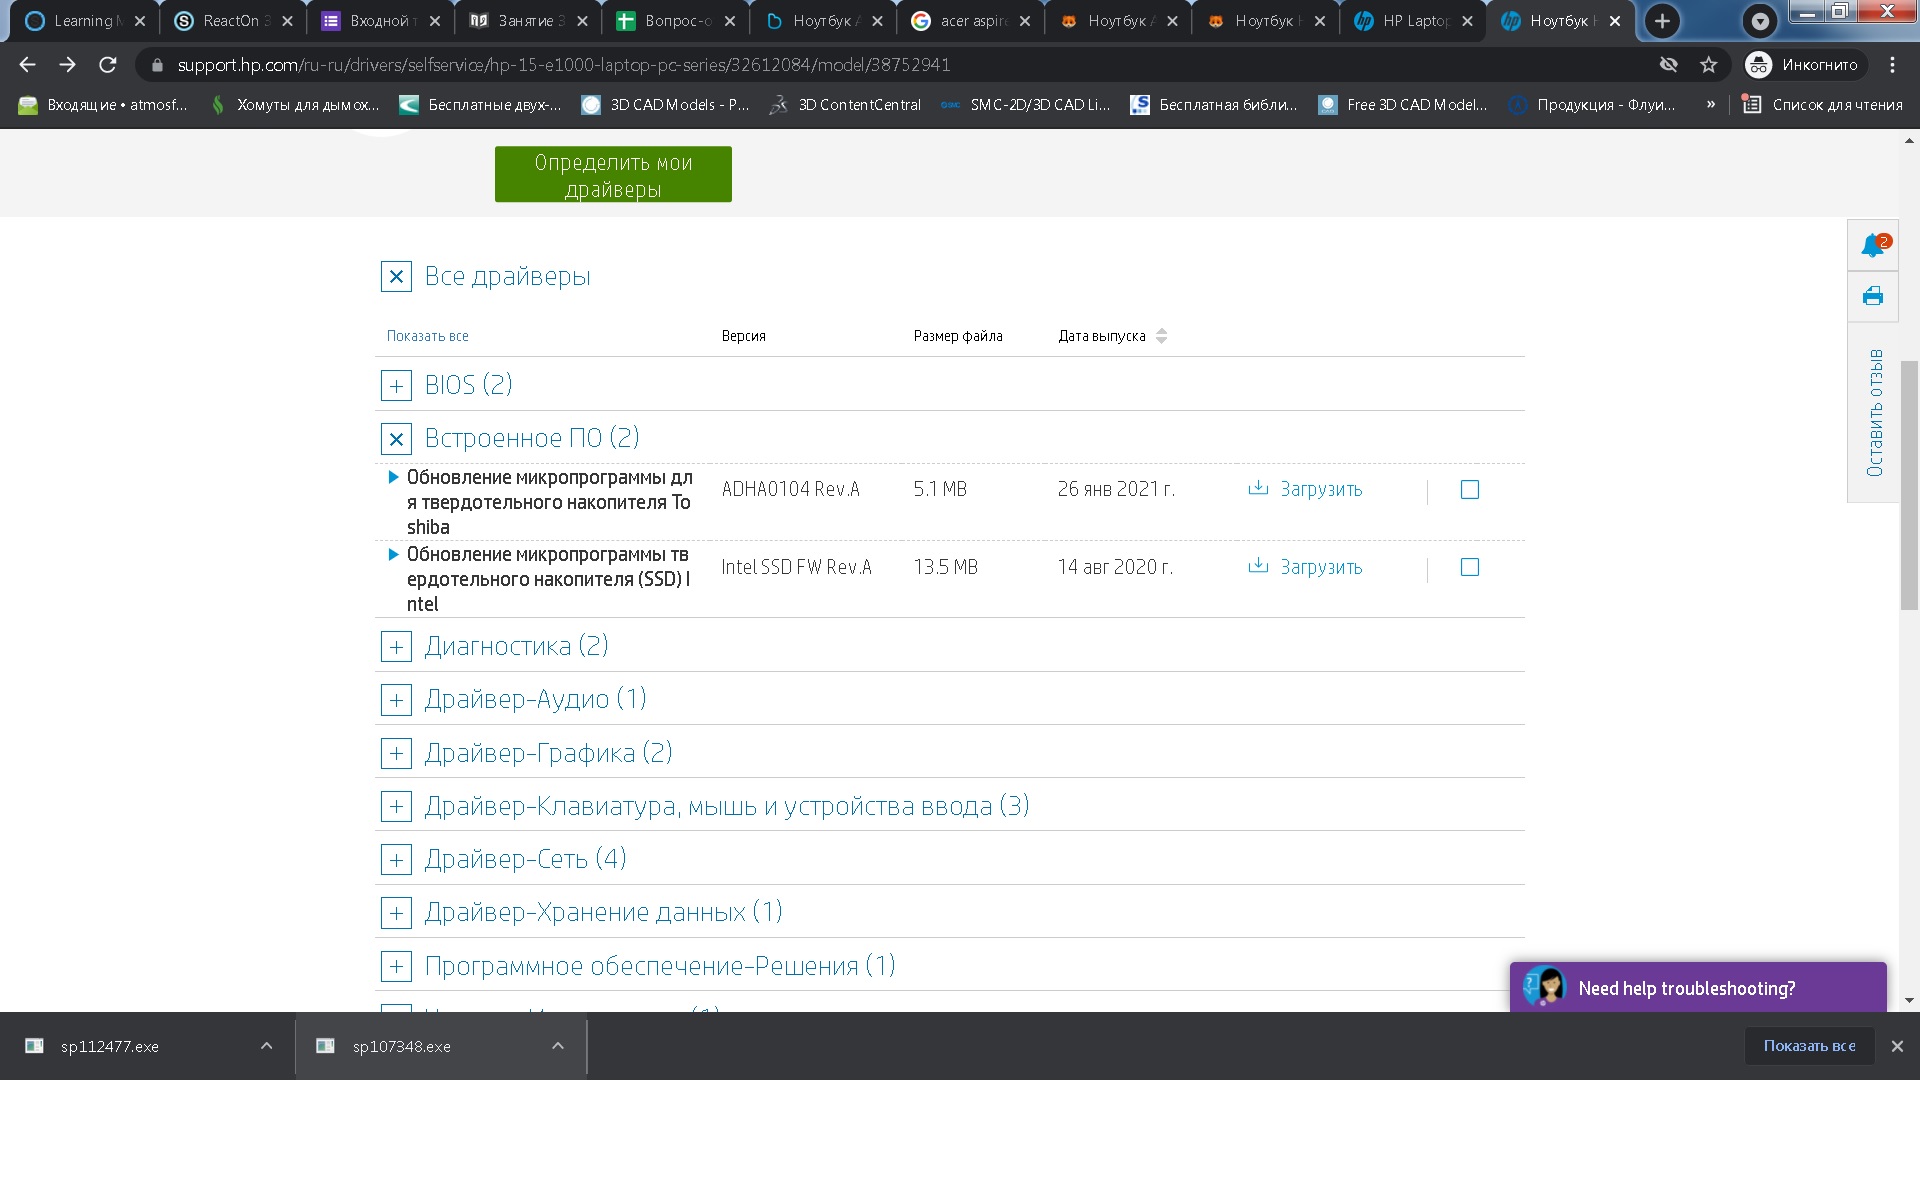 Learning M
ReactOn 3
Входной т
Занятие 3
Вопрос-о
Ноутбук A
acer aspire
Ноутбук A
Ноутбук H
HP Laptop
Ноутбук H
support.hp.com/ru-ru/drivers/selfservice/hp-15-e1000-laptop-pc-series/32612084/model/38752941
Инкогнито
Входящие • atmosf...
Хомуты для дымох...
Бесплатные двух-...
3D CAD Models - P...
3D ContentCentral
SMC-2D/3D CAD Li...
Бесплатная библи...
Free 3D CAD Model...
Продукция - Флуи...
»
Список для чтения
Определить мои
драйверы
2
Оставить отзыв
Все драйверы
Показать все Версия Размер файла Дата выпуска
BIOS (2)
Встроенное ПО (2)
Обновление микропрограммы дл
я твердотельного накопителя To
shiba
ADHA0104 Rev.A 5.1 MB 26 янв 2021 г. Загрузить
Обновление микропрограммы тв
ердотельного накопителя (SSD) I
ntel
Intel SSD FW Rev.A 13.5 MB 14 авг 2020 г. Загрузить
Диагностика (2)
Драйвер-Аудио (1)
Драйвер-Графика (2)
Драйвер-Клавиатура, мышь и устройства ввода (3)
Драйвер-Сеть (4)
Драйвер-Хранение данных (1)
Программное обеспечение-Решения (1)
Need help troubleshooting?
sp112477.exe
sp107348.exe
Показать все